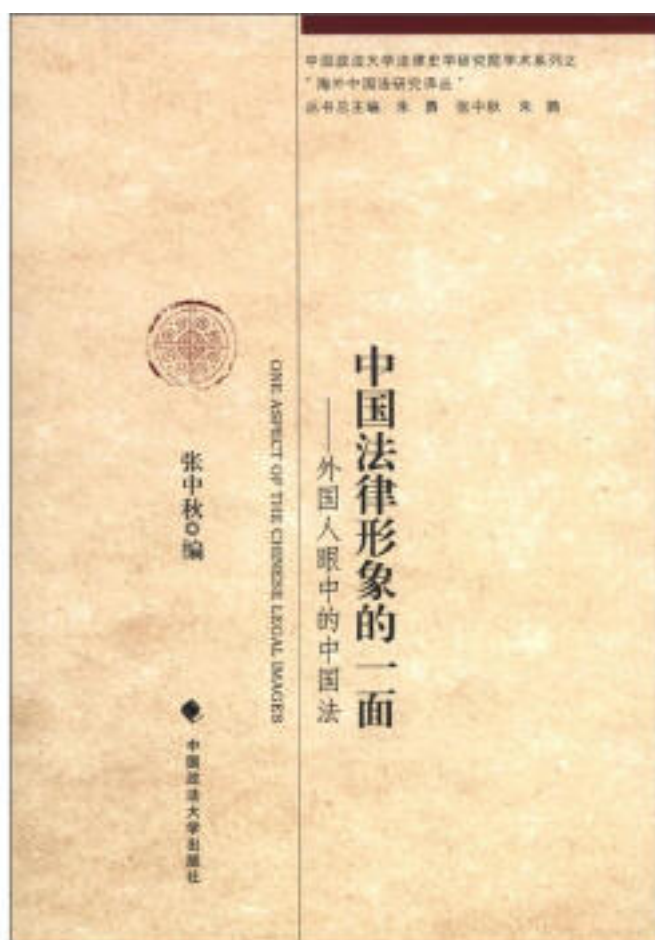 中国政法大学法律史学研究院学术系列之
“海外中国法研究译丛”
丛书总主编 朱勇 张中秋 朱腾
中国法律形象的一面
——外国人眼中的中国法
ONE ASPECT OF THE CHINESE LEGAL IMAGES
张中秋 编
中国政法大学出版社